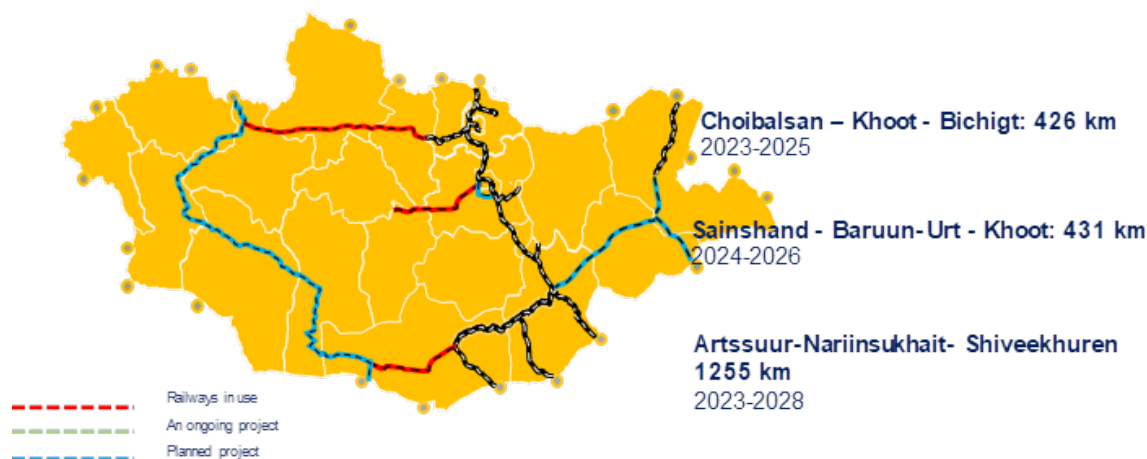 Choibalsan – Khoot - Bichigt: 426 km
2023-2025
Sainshand - Baruun-Urt - Khoot: 431 km
2024-2026
Artssuur-Nariinsukhait- Shiveekhuren
1255 km
2023-2028
Railways in use
An ongoing project
Planned project